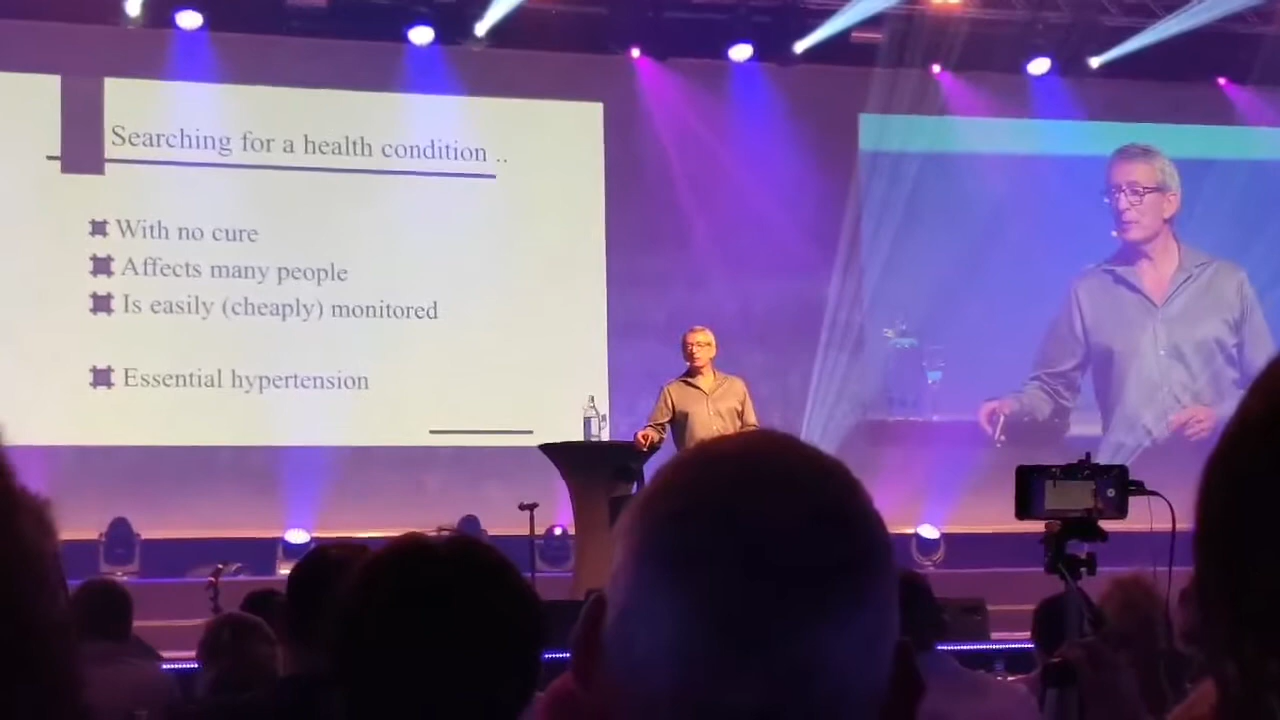 Searching for a health condition ..
With no cure
Affects many people
Is easily (cheaply) monitored
Essential hypertension